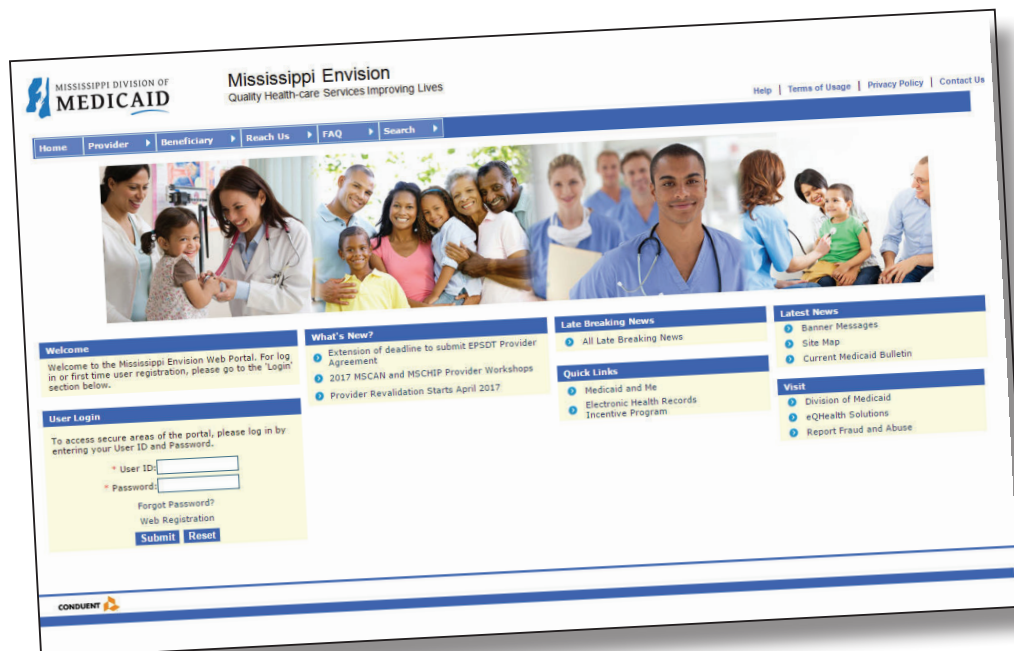 MISSISSIPPI DIVISION OF
MEDICAID
Mississippi Envision
Quality Health-care Services Improving Lives
Help | Terms of Usage | Privacy Policy | Contact Us
Home Provider Beneficiary Reach Us FAQ Search
Welcome
Welcome to the Mississippi Envision Web Portal. For log
in or first time user registration, please go to the 'Login'
section below.
User Login
To access secure areas of the portal, please log in by
entering your User ID and Password.
* User ID:
* Password:
Forgot Password?
Web Registration
Submit Reset
What's New?
Extension of deadline to submit EPSDT Provider
Agreement
2017 MSCAN and MSCHIP Provider Workshops
Provider Revalidation Starts April 2017
Late Breaking News
All Late Breaking News
Quick Links
Medicaid and Me
Electronic Health Records
Incentive Program
Latest News
Banner Messages
Site Map
Current Medicaid Bulletin
Visit
Division of Medicaid
eQHealth Solutions
Report Fraud and Abuse
CONDUENT